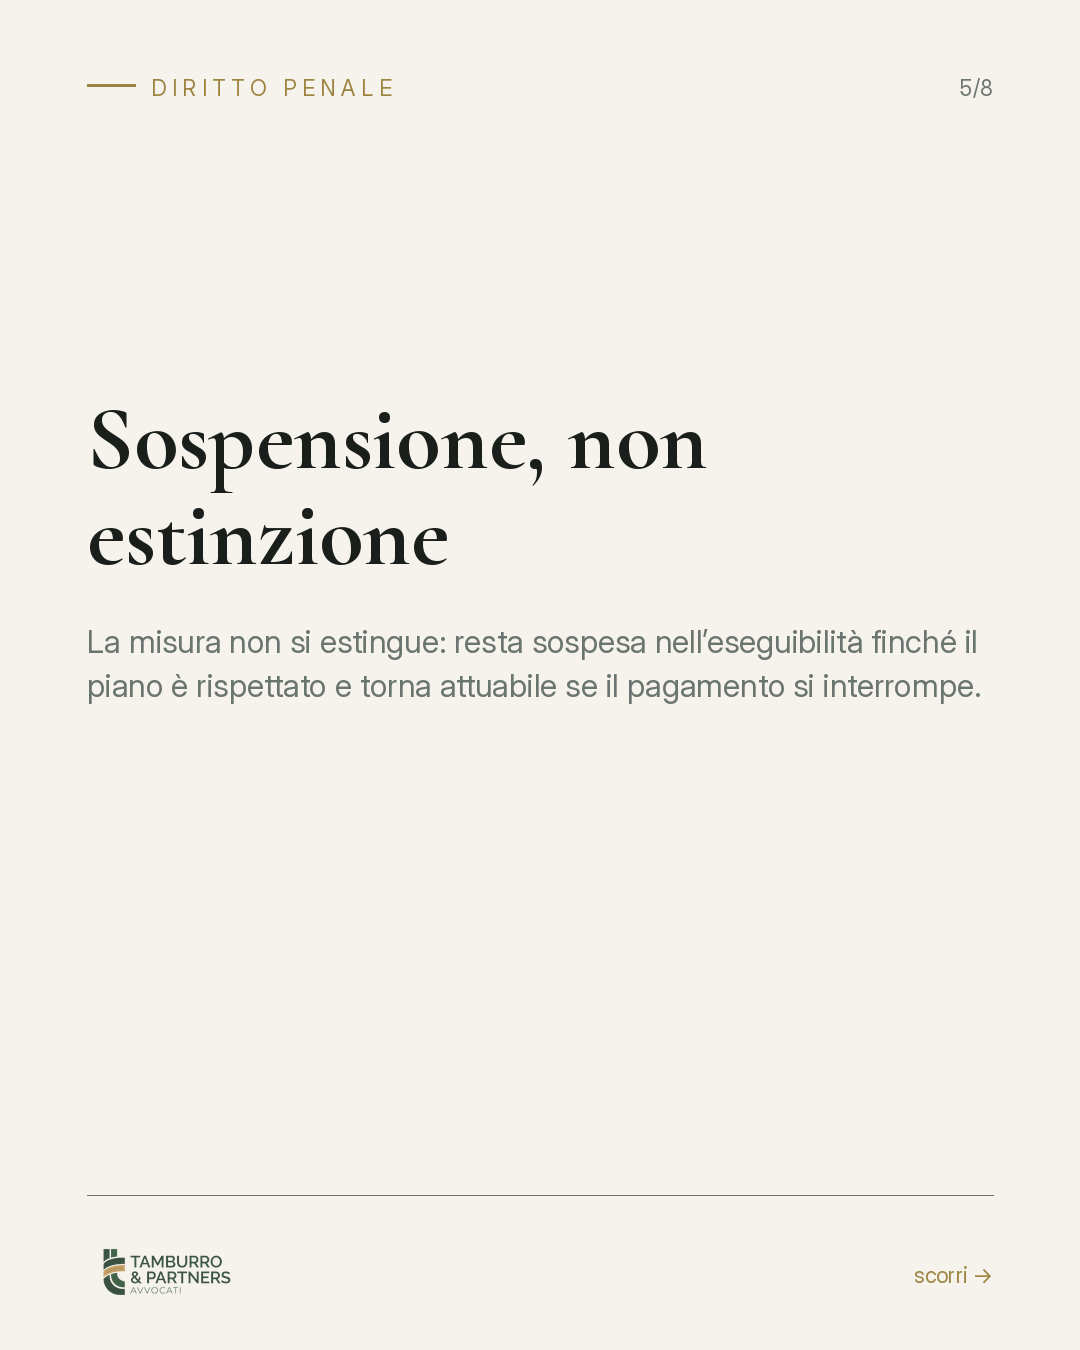 DIRITTO PENALE
5/8
Sospensione, non
estinzione
La misura non si estingue: resta sospesa nell’eseguibilità finché il
piano è rispettato e torna attuabile se il pagamento si interrompe.
TAMBURRO
& PARTNERS
AVVOCATI
scorri →